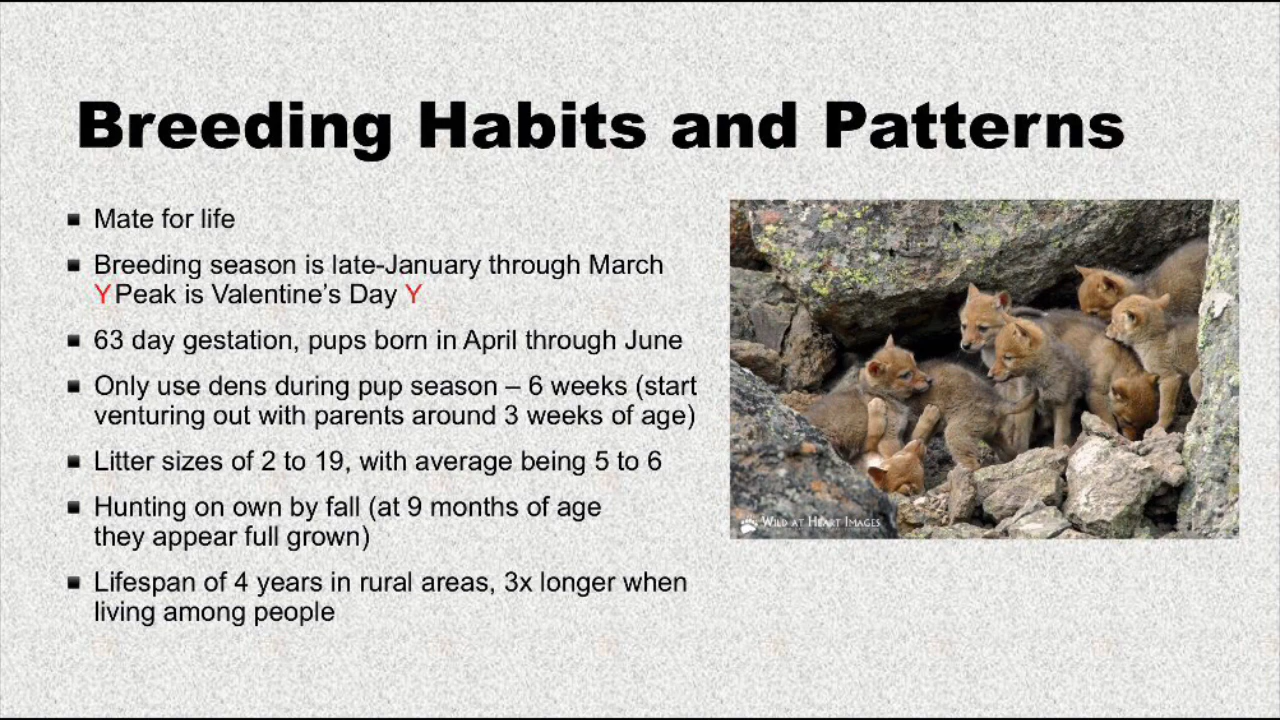 Breeding Habits and Patterns
Mate for life
Breeding season is late-January through March
Y Peak is Valentine's Day Y
63 day gestation, pups born in April through June
Only use dens during pup season – 6 weeks (start
venturing out with parents around 3 weeks of age)
Litter sizes of 2 to 19, with average being 5 to 6
Hunting on own by fall (at 9 months of age
they appear full grown)
Lifespan of 4 years in rural areas, 3x longer when
living among people
WILD AT HEART IMAGES